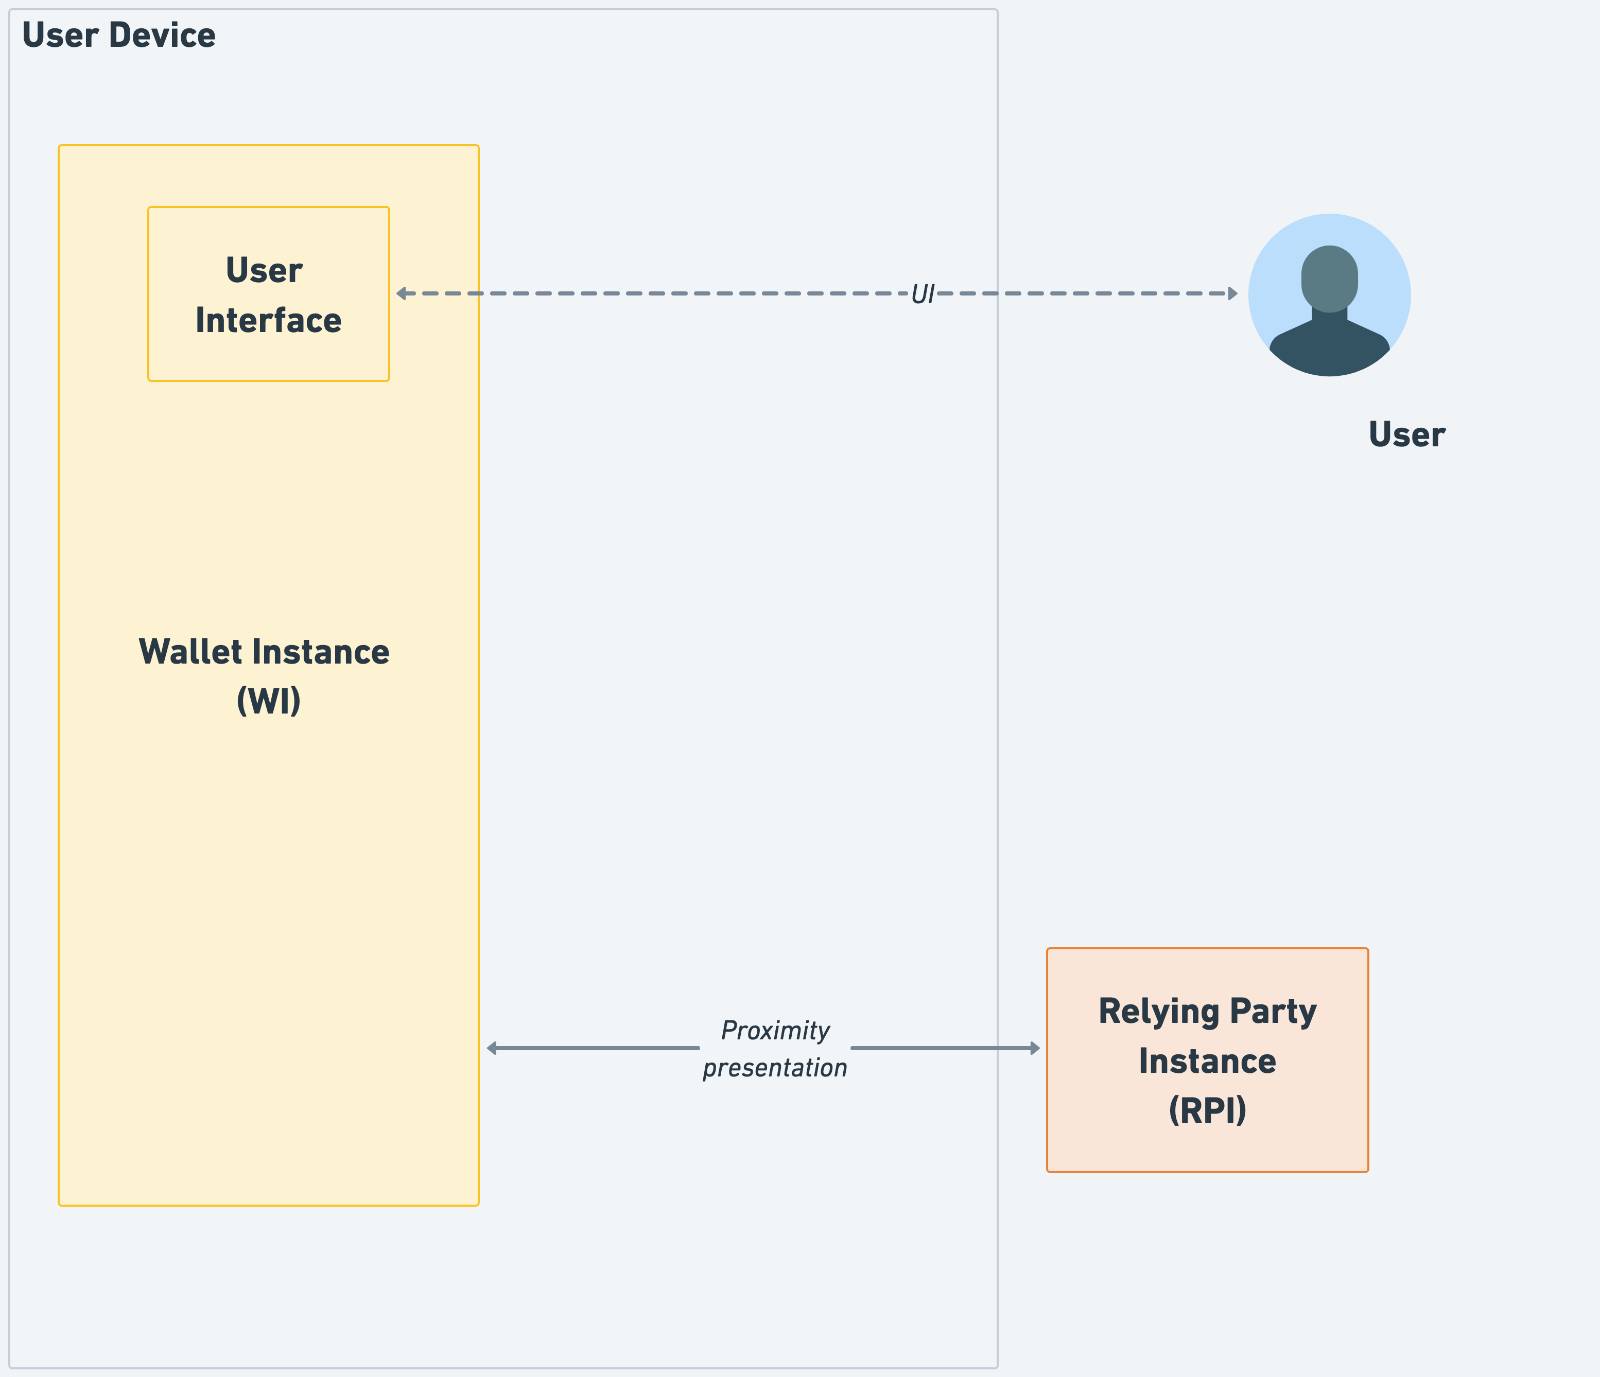 User Device
User
Interface
UI
User
Wallet Instance
(WI)
Proximity
presentation
Relying Party
Instance
(RPI)